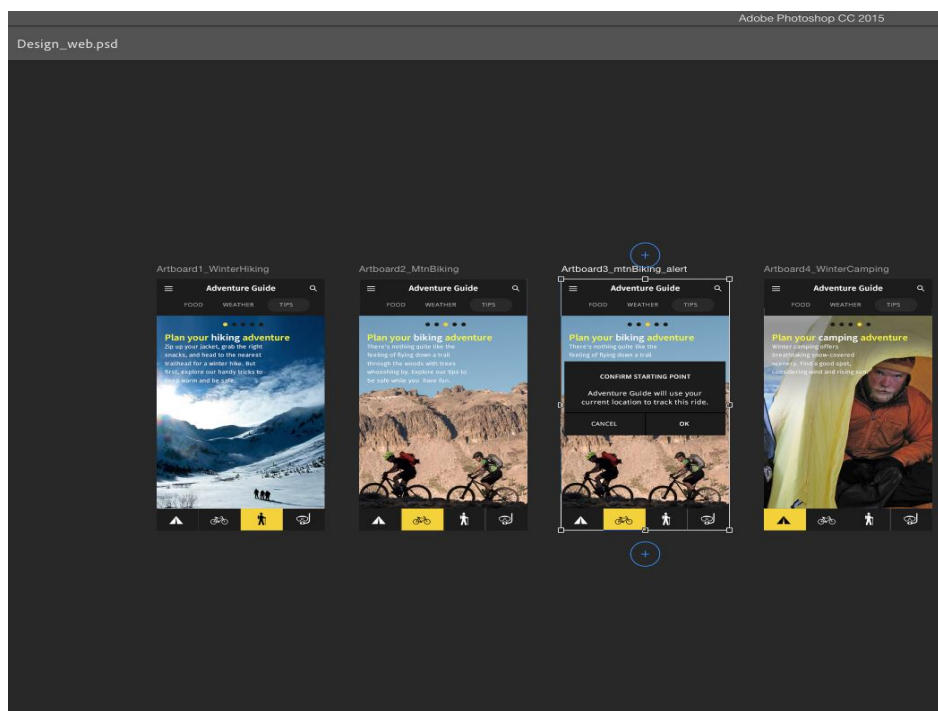 Adobe Photoshop CC 2015
Design_web.psd
Artboard1_WinterHiking
Adventure Guide
FOOD WEATHER TIPS
Plan your hiking adventure
Zip up your jacket, grab the right
snacks, and head to the nearest
trailhead for a winter hike. But
first, explore our handy tricks to
keep warm and be safe.
Artboard2_MtnBiking
Adventure Guide
FOOD WEATHER TIPS
Plan your biking adventure
There's nothing quite like the
feeling of flying down a trail
through the woods with trees
whooshing by. Explore our tips to
be safe while you have fun.
Artboard3_mtnBiking_alert
Adventure Guide
FOOD WEATHER TIPS
Plan your biking adventure
There's nothing quite like the
feeling of flying down a trail
CONFIRM STARTING POINT
Adventure Guide will use your
current location to track this ride.
CANCEL OK
Artboard4_WinterCamping
Adventure Guide
FOOD WEATHER TIPS
Plan your camping adventure
Winter camping offers
breathtaking snow-covered
scenery. Find a good spot,
considering wind and rising sun